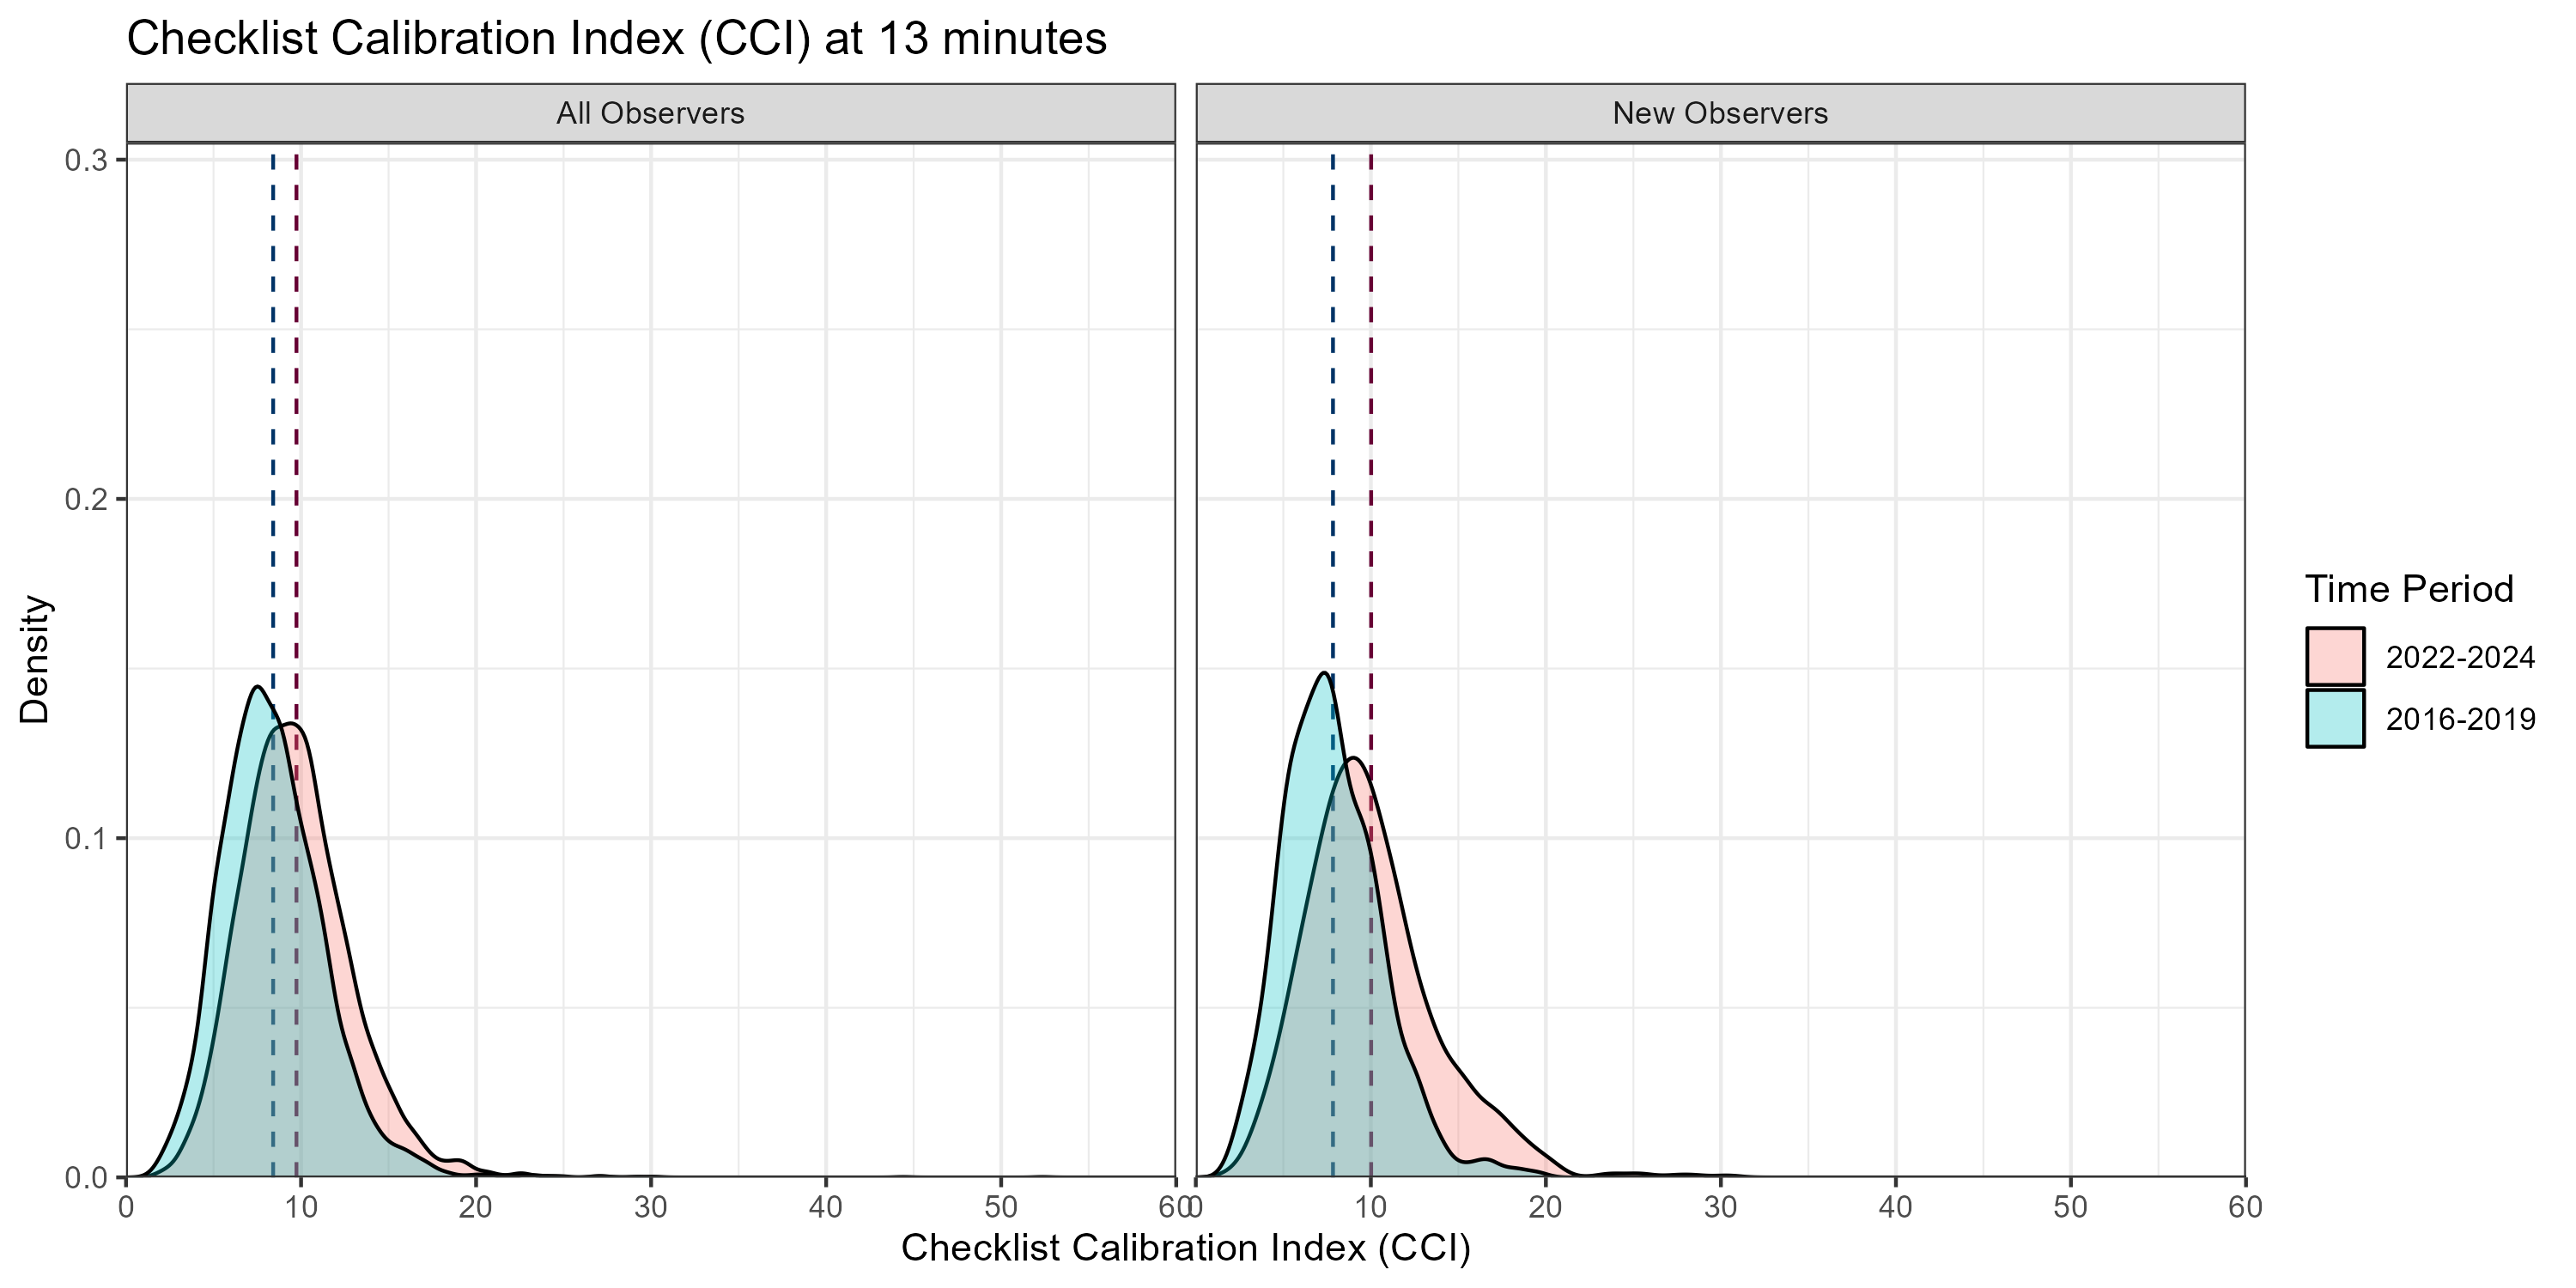 Checklist Calibration Index (CCI) at 13 minutes
All Observers
New Observers
0.3
0.2
0.1
0.0
Density
0 10 20 30 40 50 60
0 10 20 30 40 50 60
Checklist Calibration Index (CCI)
Time Period
2022-2024
2016-2019